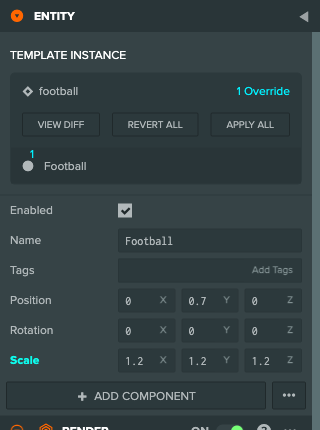 ENTITY
TEMPLATE INSTANCE
football 1 Override
VIEW DIFF REVERT ALL APPLY ALL
1
Football
Enabled
Name Football
Tags Add Tags
Position 0 X 0.7 Y 0 Z
Rotation 0 X 0 Y 0 Z
Scale 1.2 X 1.2 Y 1.2 Z
+ ADD COMPONENT ...
RENDER ON ? ...